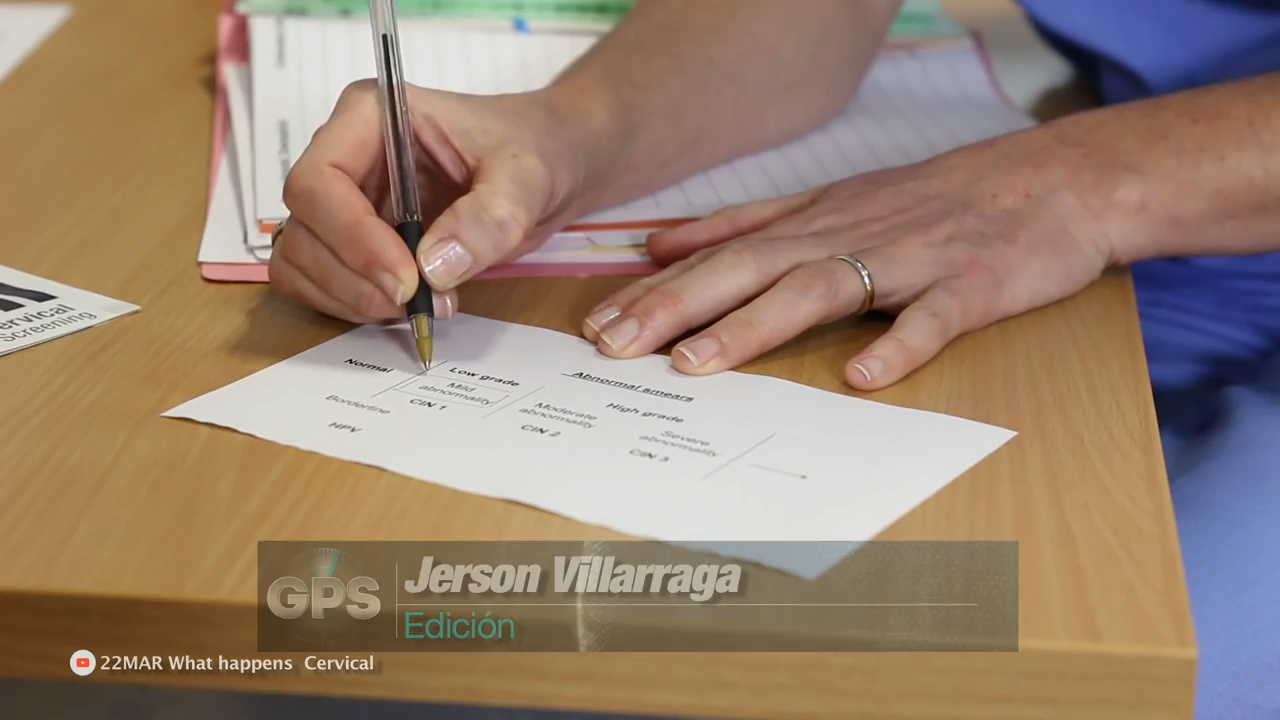 ervical
Screening
Normal
Borderline
HPV
Low grade
Mild
abnormality
CIN 1
Abnormal smears
Moderate
abnormality
CIN 2
High grade
Severe
abnormality
CIN 3
GPS
Jerson Villarraga
Edición
22MAR What happens Cervical